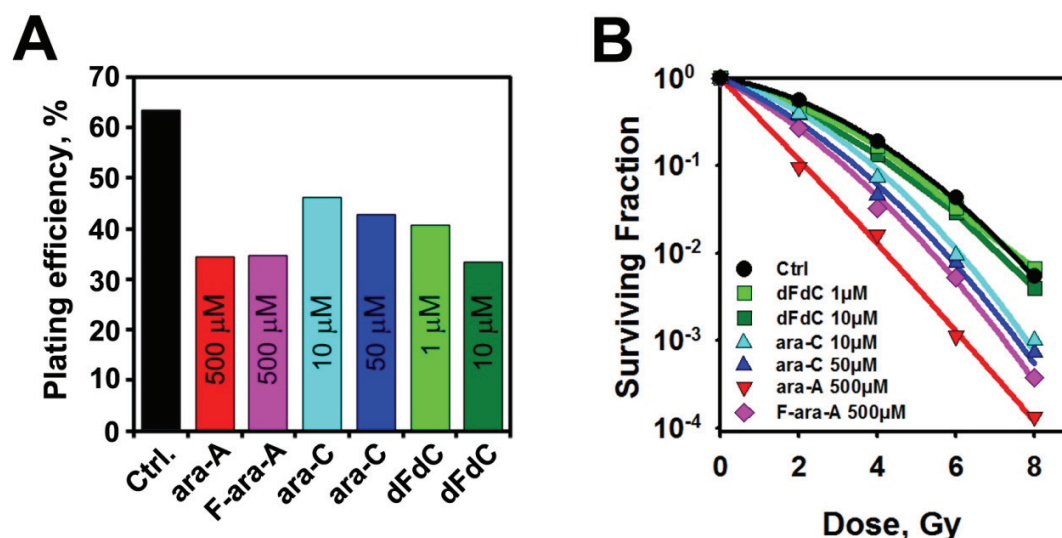 A
Plating efficiency, %
70
60
50
40
30
20
10
0
500 μM
500 μM
10 μM
50 μM
1 μM
10 μM
Ctrl.
ara-A
F-ara-A
ara-C
ara-C
dFdC
dFdC
B
Surviving Fraction
10⁰
10⁻¹
10⁻²
10⁻³
10⁻⁴
Ctrl
dFdC 1μM
dFdC 10μM
ara-C 10μM
ara-C 50μM
ara-A 500μM
F-ara-A 500μM
0 2 4 6 8
Dose, Gy